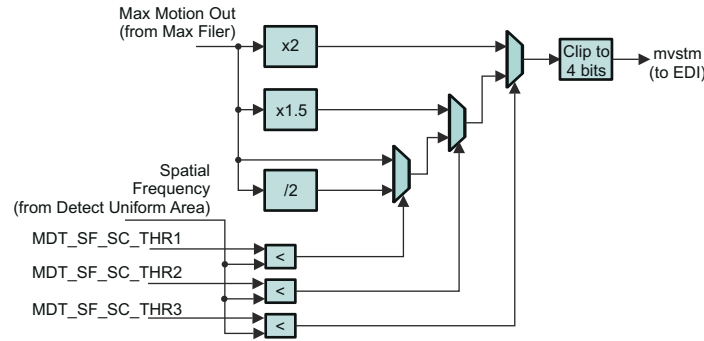 Max Motion Out
(from Max Filer)
x2
Clip to
4 bits
mvstm
(to EDI)
x1.5
/2
Spatial
Frequency
(from Detect Uniform Area)
MDT_SF_SC_THR1
<
MDT_SF_SC_THR2
<
MDT_SF_SC_THR3
<